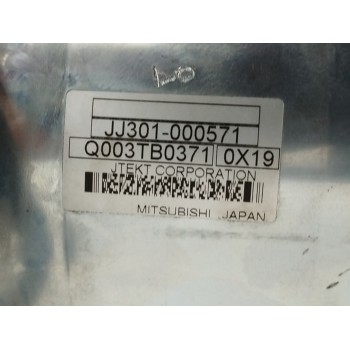 JJ301-000571
Q003TB0371 0X19
JTEKT CORPORATION
MITSUBISHI JAPAN